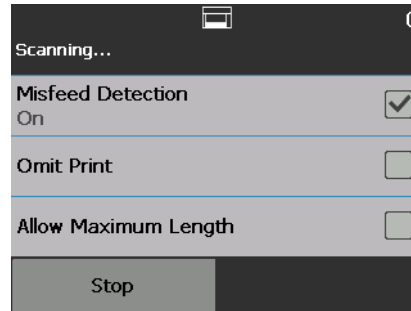 Scanning...
Misfeed Detection
On
Omit Print
Allow Maximum Length
Stop